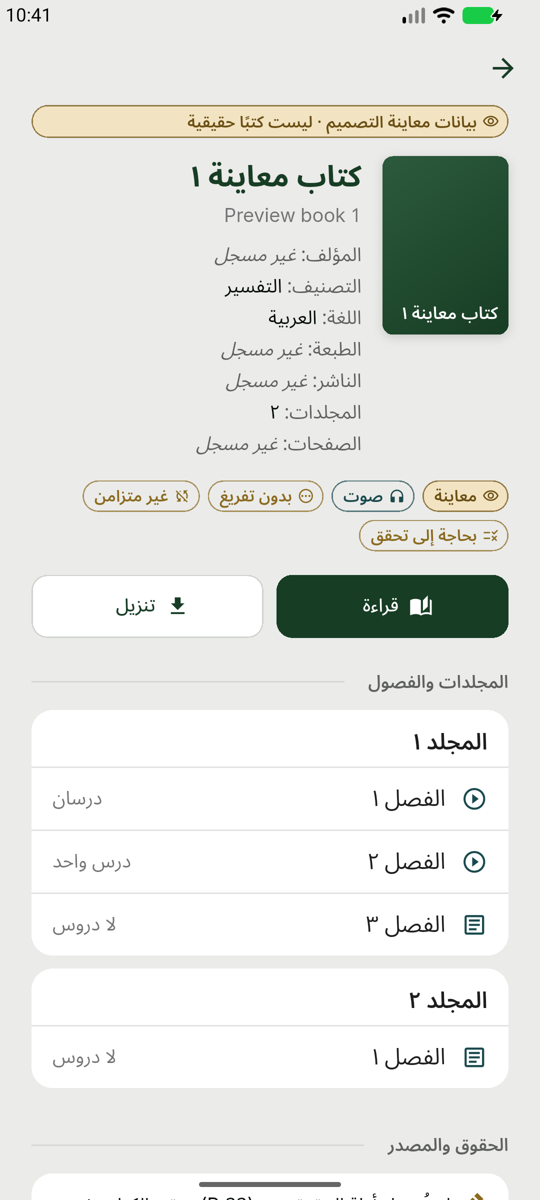 10:41
بيانات معاينة التصميم · ليست كتبًا حقيقية
كتاب معاينة ١
Preview book 1
المؤلف: غير مسجل
التصنيف: التفسير
اللغة: العربية
الطبعة: غير مسجل
الناشر: غير مسجل
المجلدات: ٢
الصفحات: غير مسجل
كتاب معاينة ١
معاينة
صوت
بدون تفريغ
غير متزامن
بحاجة إلى تحقق
قراءة
تنزيل
المجلدات والفصول
المجلد ١
الفصل ١ درسان
الفصل ٢ درس واحد
الفصل ٣ لا دروس
المجلد ٢
الفصل ١ لا دروس
الحقوق والمصدر